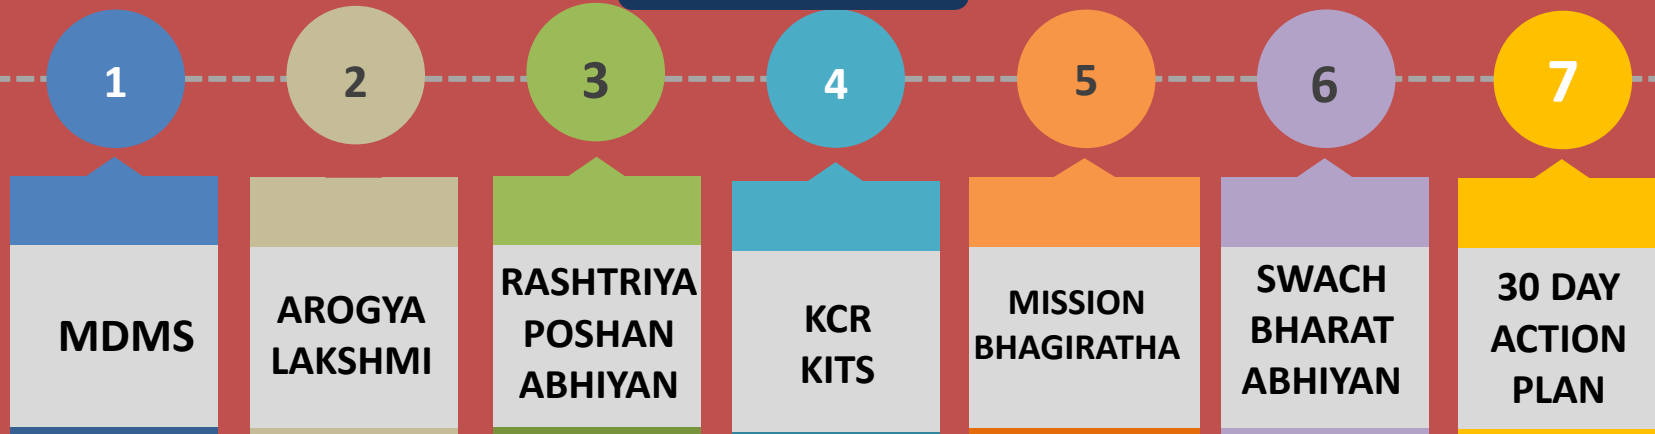 1
2
3
4
5
6
7
MDMS
AROGYA
LAKSHMI
RASHTRIYA
POSHAN
ABHIYAN
KCR
KITS
MISSION
BHAGIRATHA
SWACH
BHARAT
ABHIYAN
30 DAY
ACTION
PLAN